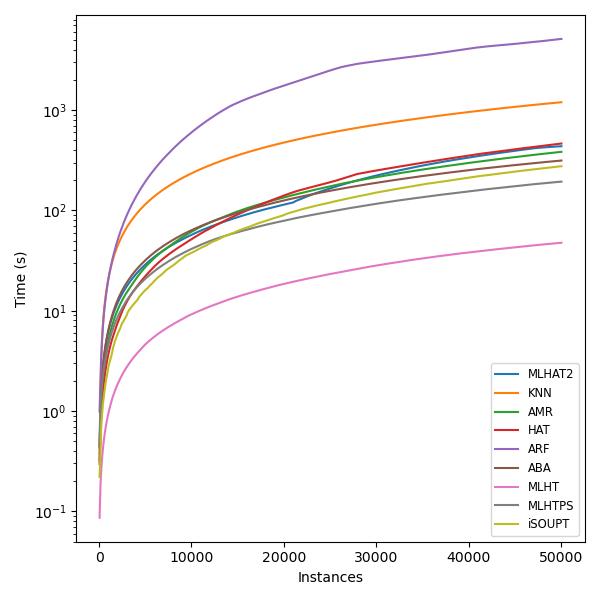 Time (s)
10³
10²
10¹
10⁰
10⁻¹
0 10000 20000 30000 40000 50000
Instances
MLHAT2
KNN
AMR
HAT
ARF
ABA
MLHT
MLHTPS
iSOUPT